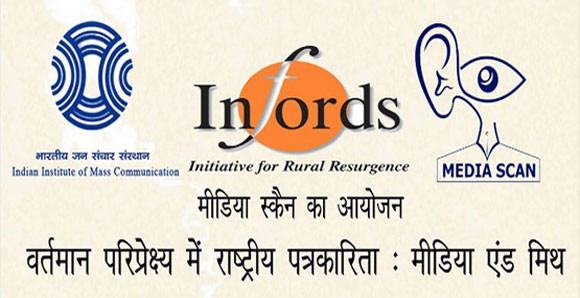 भारतीय जन संचार संस्थान
Indian Institute of Mass Communication
Infords
Initiative for Rural Resurgence
MEDIA SCAN
मीडिया स्कैन का आयोजन
वर्तमान परिप्रेक्ष्य में राष्ट्रीय पत्रकारिता : मीडिया एंड मिथ